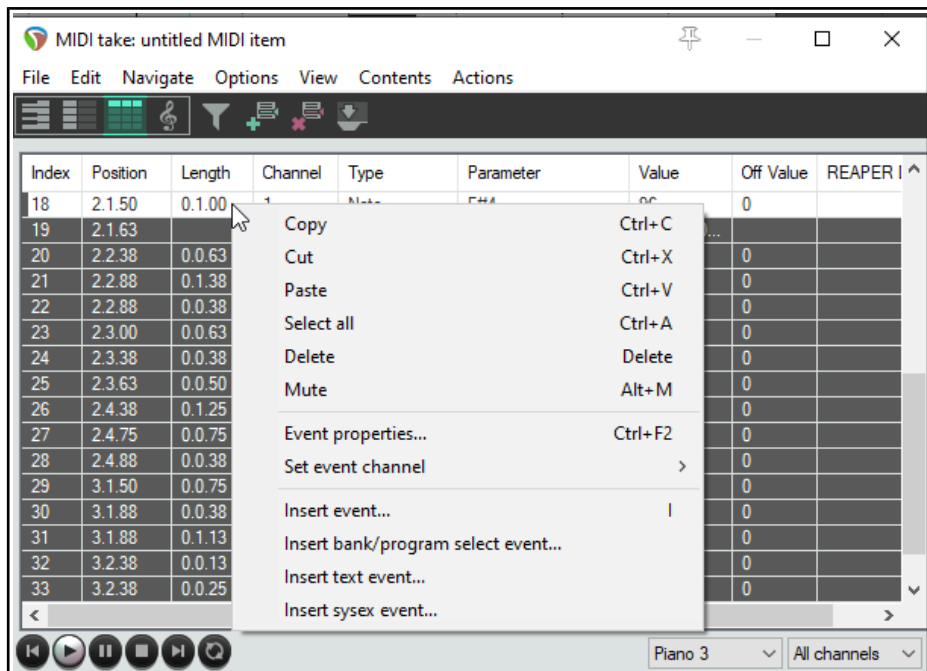 MIDI take: untitled MIDI item
File Edit Navigate Options View Contents Actions
Index Position Length Channel Type Parameter Value Off Value REAPER
18 2.1.50 0.1.00 0
19 2.1.63
20 2.2.38 0.0.63 0
21 2.2.88 0.1.38 0
22 2.2.88 0.0.38 0
23 2.3.00 0.0.63 0
24 2.3.38 0.0.38 0
25 2.3.63 0.0.50 0
26 2.4.38 0.1.25 0
27 2.4.75 0.0.75 0
28 2.4.88 0.0.38 0
29 3.1.50 0.0.75 0
30 3.1.88 0.0.38 0
31 3.1.88 0.1.13 0
32 3.2.38 0.0.13 0
33 3.2.38 0.0.25 0
Copy Ctrl+C
Cut Ctrl+X
Paste Ctrl+V
Select all Ctrl+A
Delete Delete
Mute Alt+M
Event properties... Ctrl+F2
Set event channel
Insert event... I
Insert bank/program select event...
Insert text event...
Insert sysex event...
Piano 3 All channels